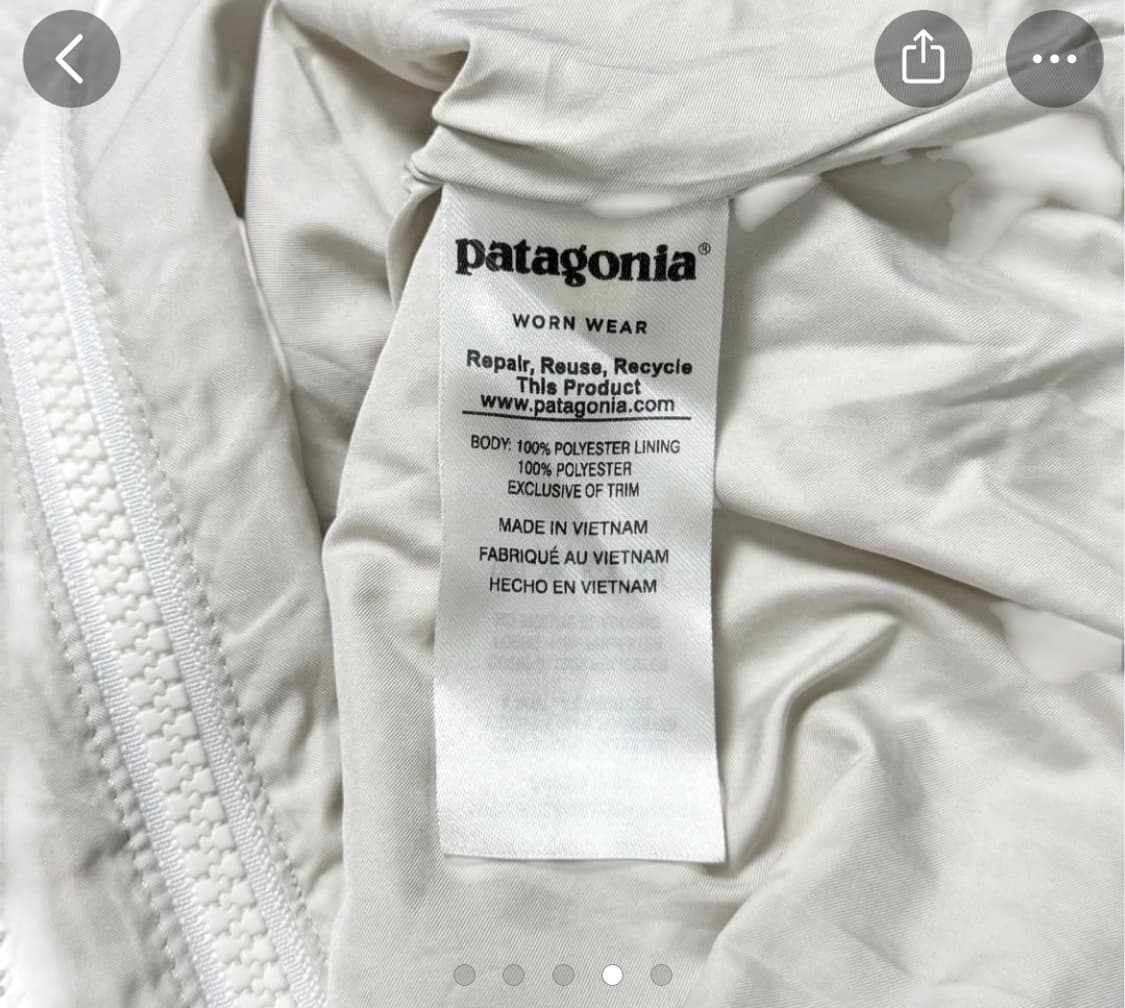 patagonia®
WORN WEAR
Repair, Reuse, Recycle
This Product
www.patagonia.com
BODY: 100% POLYESTER LINING
100% POLYESTER
EXCLUSIVE OF TRIM
MADE IN VIETNAM
FABRIQUÉ AU VIETNAM
HECHO EN VIETNAM